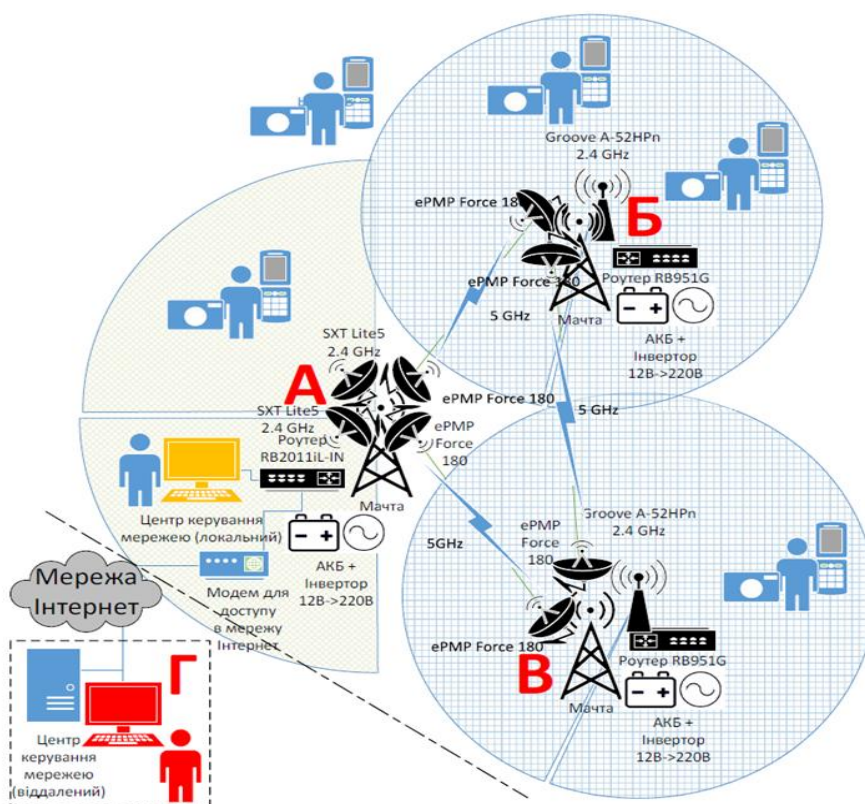 Groove A-52HPn
2.4 GHz
ePMP Force 180
Б
ePMP Force 180
Роутер RB951G
5 GHz
Мачта
АКБ +
Інвертор
12В->220В
SXT Lite5
2.4 GHz
А
ePMP Force 180
5 GHz
SXT Lite5
2.4 GHz
ePMP
Force
180
Роутер
RB2011iL-IN
Мачта
Центр керування
мережею (локальний)
АКБ +
Інвертор
12В->220В
5GHz
Groove A-52HPn
2.4 GHz
ePMP
Force
180
Мережа
Інтернет
Модем для
доступу
в мережу
Інтернет
ePMP Force 180
В
Роутер RB951G
Мачта
АКБ +
Інвертор
12В->220В
Г
Центр
керування
мережею
(віддалений)